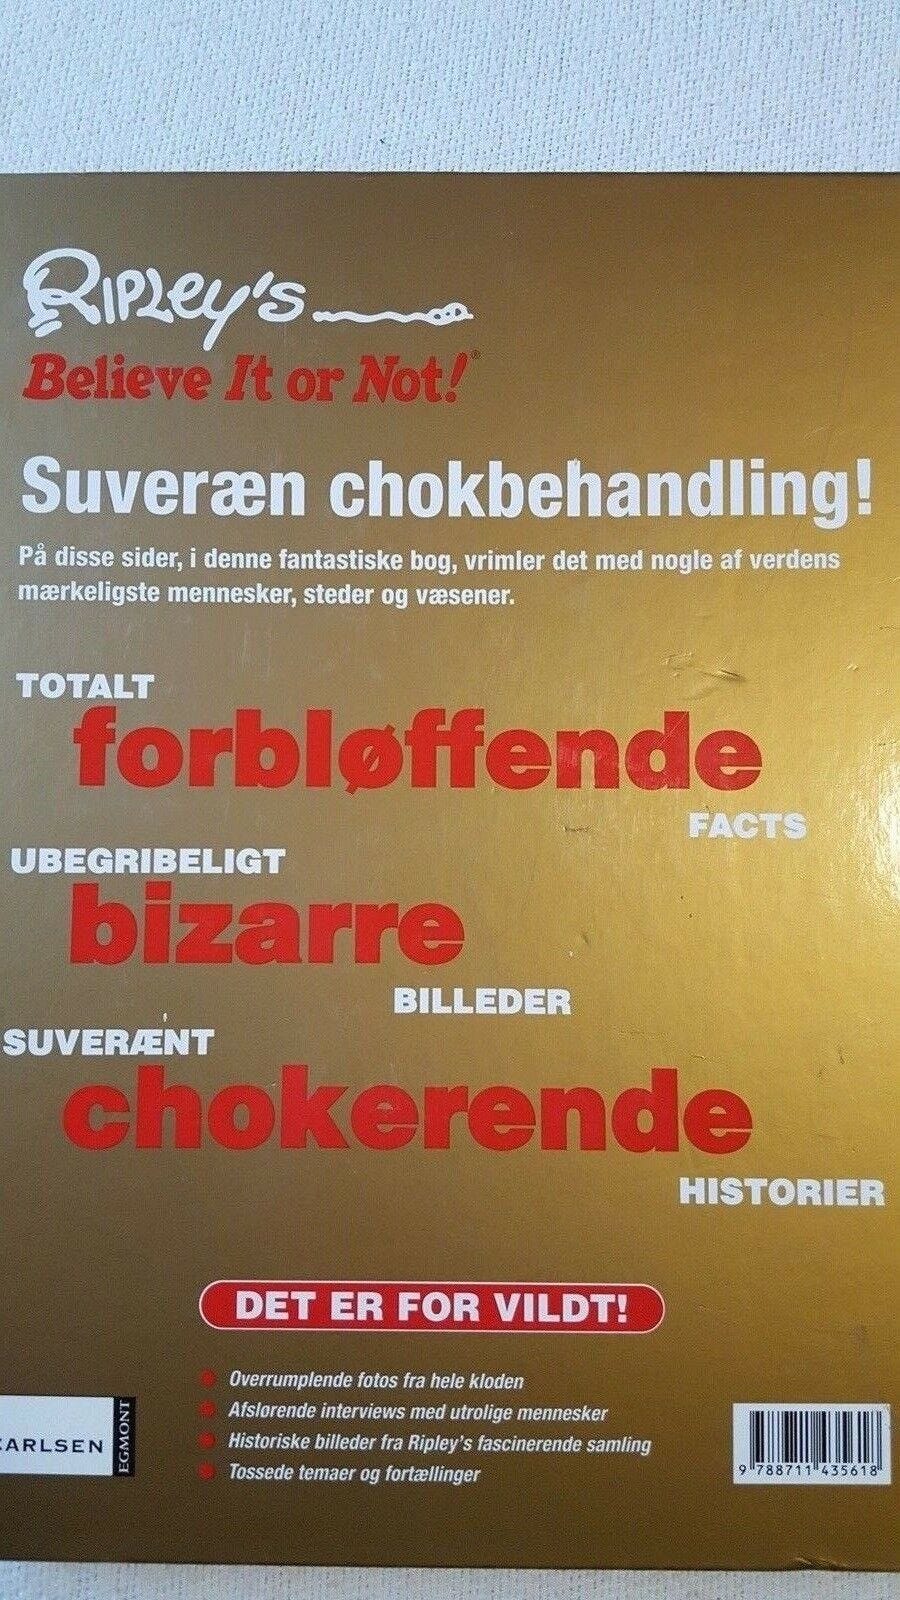 Ripley's
Believe It or Not!®
Suveræn chokbehandling!
På disse sider, i denne fantastiske bog, vrimler det med nogle af verdens
mærkeligste mennesker, steder og væsener.
TOTALT
forbløffende
FACTS
UBEGRIBELIGT
bizarre
BILLEDER
SUVERÆNT
chokerende
HISTORIER
DET ER FOR VILDT!
Overrumplende fotos fra hele kloden
Afslørende interviews med utrolige mennesker
Historiske billeder fra Ripley's fascinerende samling
Tossede temaer og fortællinger
CARLSEN
EGMONT
9 788711 435618